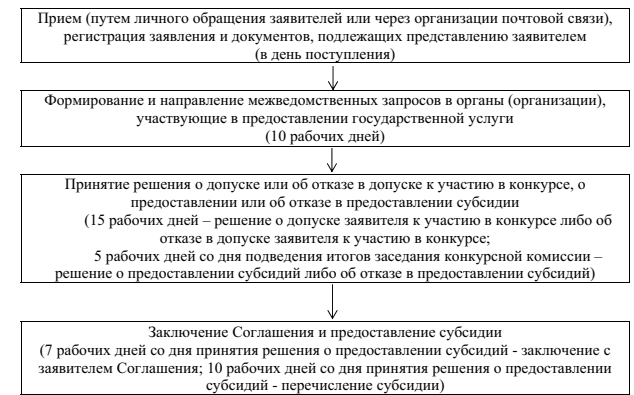 Прием (путем личного обращения заявителей или через организации почтовой связи),
регистрация заявления и документов, подлежащих представлению заявителем
(в день поступления)
Формирование и направление межведомственных запросов в органы (организации),
участвующие в предоставлении государственной услуги
(10 рабочих дней)
Принятие решения о допуске или об отказе в допуске к участию в конкурсе, о
предоставлении или об отказе в предоставлении субсидии
(15 рабочих дней – решение о допуске заявителя к участию в конкурсе либо об
отказе в допуске заявителя к участию в конкурсе;
5 рабочих дней со дня подведения итогов заседания конкурсной комиссии –
решение о предоставлении субсидий либо об отказе в предоставлении субсидий)
Заключение Соглашения и предоставление субсидии
(7 рабочих дней со дня принятия решения о предоставлении субсидий - заключение с
заявителем Соглашения; 10 рабочих дней со дня принятия решения о предоставлении
субсидий - перечисление субсидии)